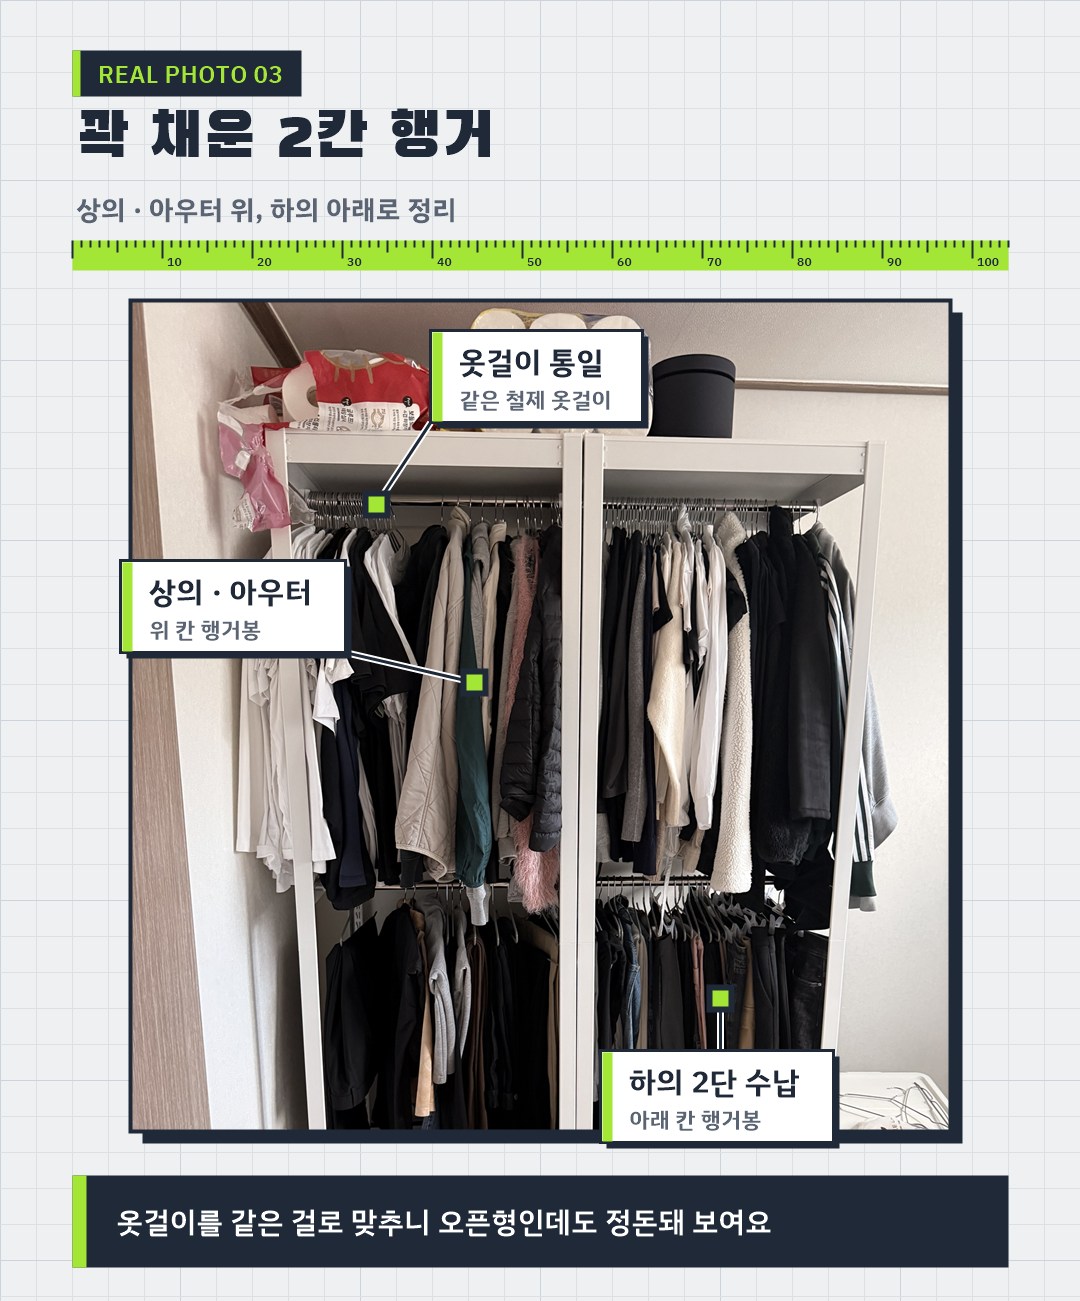 REAL PHOTO 03
꽉 채운 2칸 행거
상의 · 아우터 위, 하의 아래로 정리
10 20 30 40 50 60 70 80 90 100
옷걸이 통일
같은 철제 옷걸이
상의 · 아우터
위 칸 행거봉
하의 2단 수납
아래 칸 행거봉
옷걸이를 같은 걸로 맞추니 오픈형인데도 정돈돼 보여요